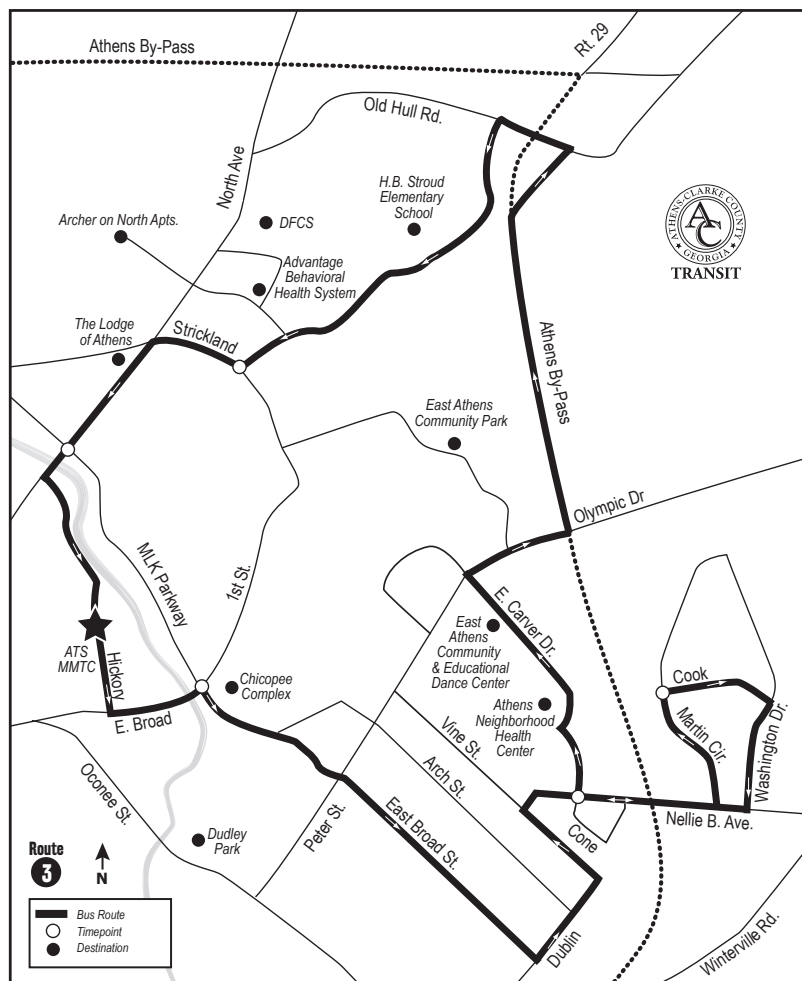 Athens By-Pass
Rt. 29
Old Hull Rd.
North Ave
H.B. Stroud
Elementary
School
DFCS
Archer on North Apts.
Advantage
Behavioral
Health System
ATHENS-CLARKE COUNTY
AC
★ GEORGIA ★
TRANSIT
The Lodge
of Athens
Strickland
Athens By-Pass
East Athens
Community Park
Olympic Dr
MLK Parkway
1st St.
E. Carver Dr.
East
Athens
Community
& Educational
Dance Center
ATS
MMTC
Hickory
Chicopee
Complex
Athens
Neighborhood
Health
Center
Cook
Martin Cir.
Washington Dr.
E. Broad
Vine St.
Arch St.
Oconee St.
Peter St.
East Broad St.
Cone
Nellie B. Ave.
Dudley
Park
Dublin
Winterville Rd.
Route
3
N
Bus Route
Timepoint
Destination